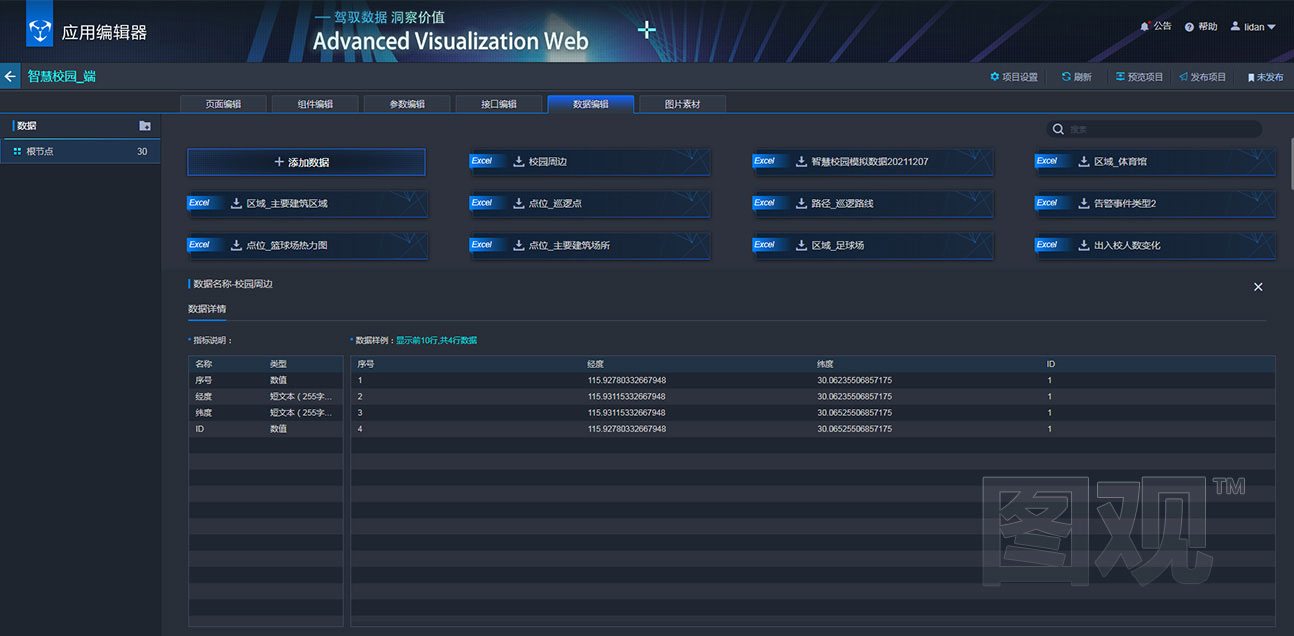 应用编辑器
驾驭数据 洞察价值
Advanced Visualization Web
公告 帮助 lidan
智慧校园_端
项目设置 刷新 预览项目 发布项目 未发布
页面编辑 组件编辑 参数编辑 接口编辑 数据编辑 图片素材
数据
搜索
根节点 30
+ 添加数据
Excel 校园周边
Excel 智慧校园模拟数据20211207
Excel 区域_体育馆
Excel 区域_主要建筑区域
Excel 点位_巡逻点
Excel 路径_巡逻路线
Excel 告警事件类型2
Excel 点位_篮球场热力图
Excel 点位_主要建筑场所
Excel 区域_足球场
Excel 出入校人数变化
数据名称-校园周边
数据详情
* 指标说明：
* 数据样例：显示前10行,共4行数据
名称 类型
序号 数值
经度 短文本（255字...
纬度 短文本（255字...
ID 数值
序号 经度 纬度 ID
1 115.92780332667948 30.06235506857175 1
2 115.93115332667948 30.06235506857175 1
3 115.93115332667948 30.06525506857175 1
4 115.92780332667948 30.06525506857175 1
图观™